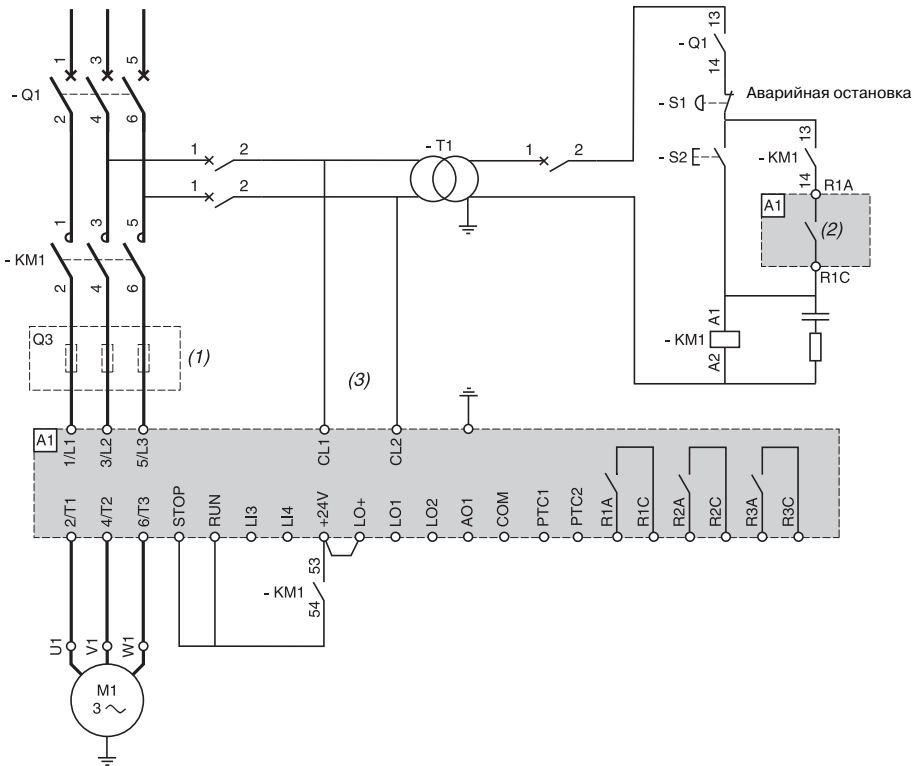 1
3
5
- Q1
2
4
6
1
2
1
2
- T1
1
2
13
- Q1
14
- S1
Аварийная остановка
- S2
13
- KM1
14
R1A
A1
(2)
R1C
A1
- KM1
A2
1
3
5
- KM1
2
4
6
Q3
(1)
(3)
A1
1/L1
3/L2
5/L3
CL1
CL2
2/T1
4/T2
6/T3
STOP
RUN
LI3
LI4
+24V
LO+
LO1
LO2
AO1
COM
PTC1
PTC2
R1A
R1C
R2A
R2C
R3A
R3C
53
- KM1
54
U1
V1
W1
M1
3